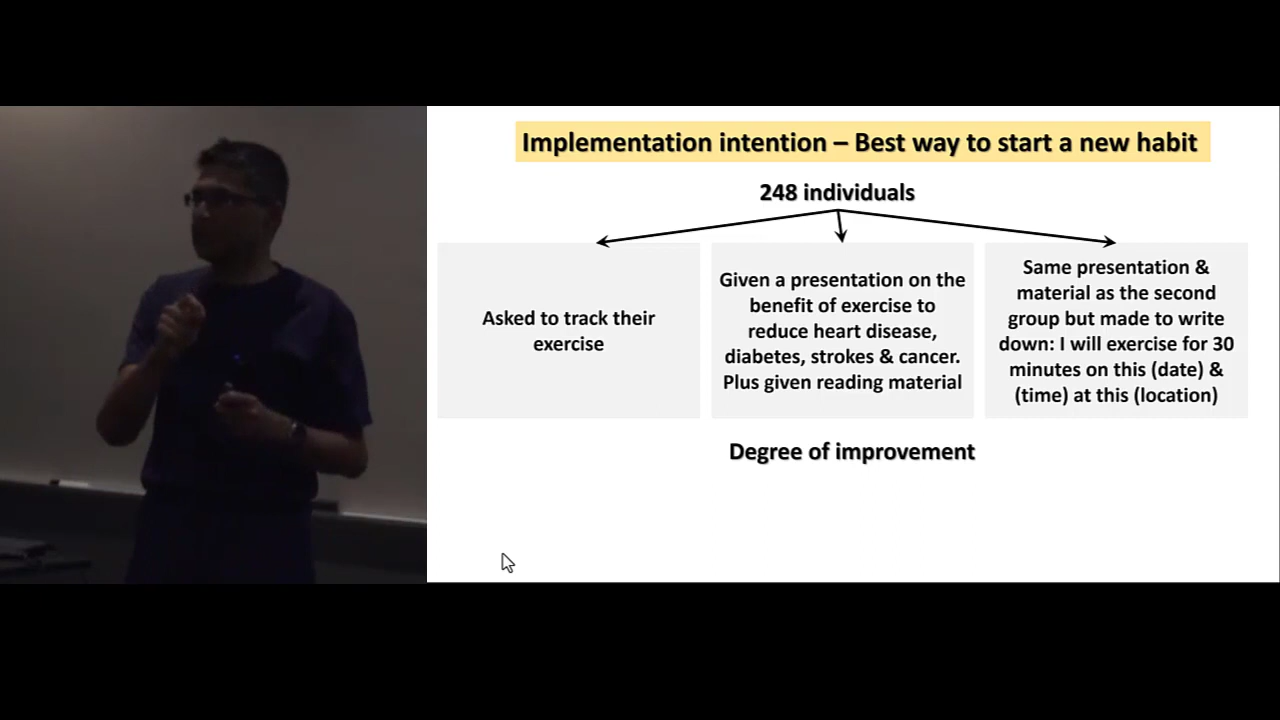 Implementation intention – Best way to start a new habit
248 individuals
Asked to track their
exercise
Given a presentation on the
benefit of exercise to
reduce heart disease,
diabetes, strokes & cancer.
Plus given reading material
Same presentation &
material as the second
group but made to write
down: I will exercise for 30
minutes on this (date) &
(time) at this (location)
Degree of improvement